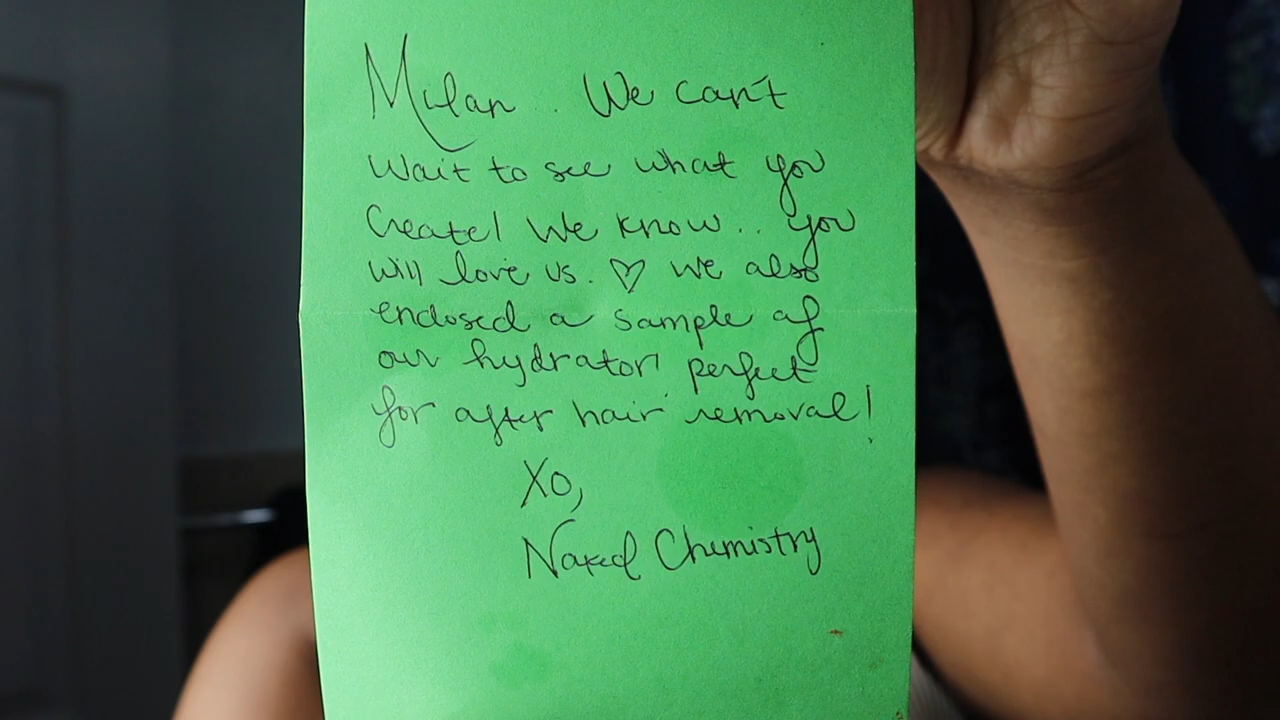 Milan .. We can't
wait to see what you
create! We know.. you
will love us. ♡ We also
enclosed a sample of
our hydrator! perfect
for after hair removal!
Xo,
Naked Chemistry